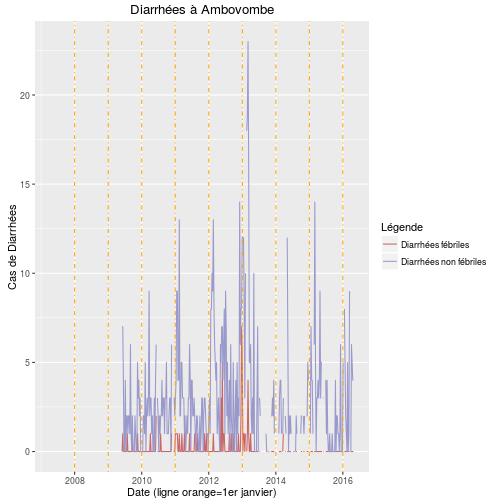 Diarrhées à Ambovombe
Cas de Diarrhées
20
15
10
5
0
2008 2010 2012 2014 2016
Date (ligne orange=1er janvier)
Légende
Diarrhées fébriles
Diarrhées non fébriles